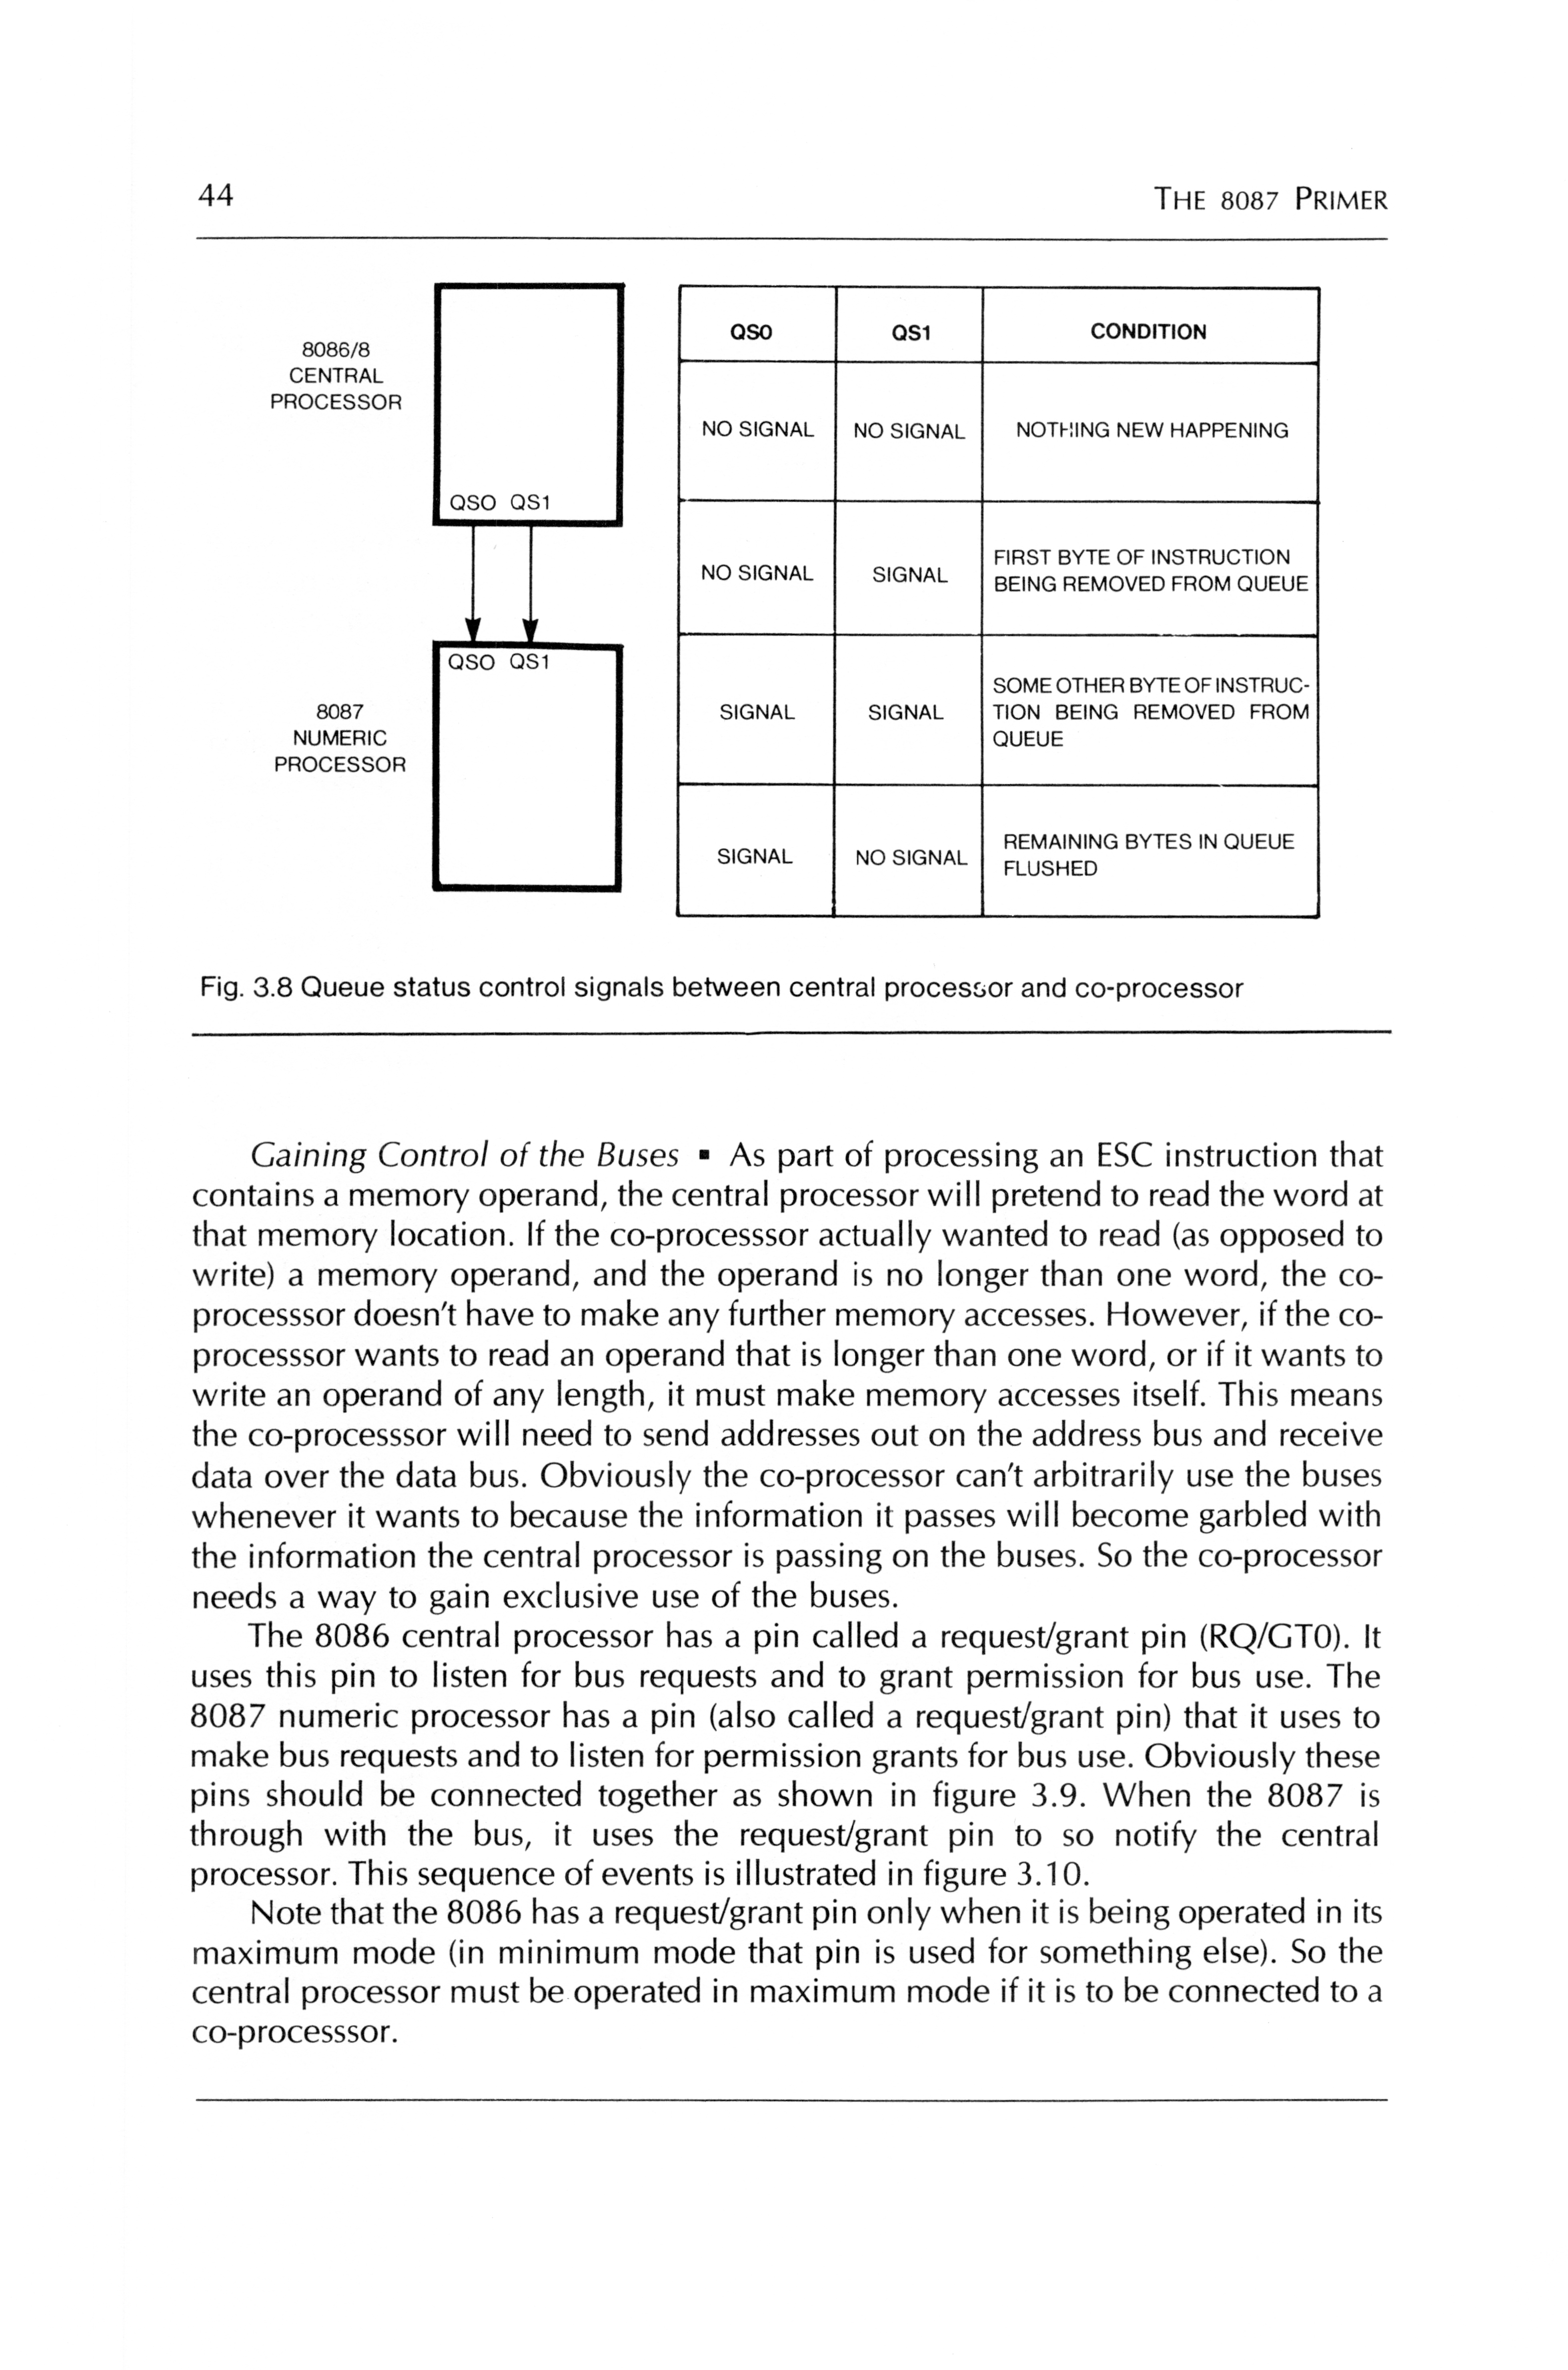 44
THE 8087 PRIMER
8086/8
CENTRAL
PROCESSOR
QS0 QS1
QS0 QS1
8087
NUMERIC
PROCESSOR
QS0 QS1 CONDITION
NO SIGNAL NO SIGNAL NOTHING NEW HAPPENING
NO SIGNAL SIGNAL FIRST BYTE OF INSTRUCTION
BEING REMOVED FROM QUEUE
SIGNAL SIGNAL SOME OTHER BYTE OF INSTRUC-
TION BEING REMOVED FROM
QUEUE
SIGNAL NO SIGNAL REMAINING BYTES IN QUEUE
FLUSHED
Fig. 3.8 Queue status control signals between central processor and co-processor
Gaining Control of the Buses ▪ As part of processing an ESC instruction that
contains a memory operand, the central processor will pretend to read the word at
that memory location. If the co-processsor actually wanted to read (as opposed to
write) a memory operand, and the operand is no longer than one word, the co-
processsor doesn't have to make any further memory accesses. However, if the co-
processsor wants to read an operand that is longer than one word, or if it wants to
write an operand of any length, it must make memory accesses itself. This means
the co-processsor will need to send addresses out on the address bus and receive
data over the data bus. Obviously the co-processor can't arbitrarily use the buses
whenever it wants to because the information it passes will become garbled with
the information the central processor is passing on the buses. So the co-processor
needs a way to gain exclusive use of the buses.
The 8086 central processor has a pin called a request/grant pin (RQ/GT0). It
uses this pin to listen for bus requests and to grant permission for bus use. The
8087 numeric processor has a pin (also called a request/grant pin) that it uses to
make bus requests and to listen for permission grants for bus use. Obviously these
pins should be connected together as shown in figure 3.9. When the 8087 is
through with the bus, it uses the request/grant pin to so notify the central
processor. This sequence of events is illustrated in figure 3.10.
Note that the 8086 has a request/grant pin only when it is being operated in its
maximum mode (in minimum mode that pin is used for something else). So the
central processor must be operated in maximum mode if it is to be connected to a
co-processsor.